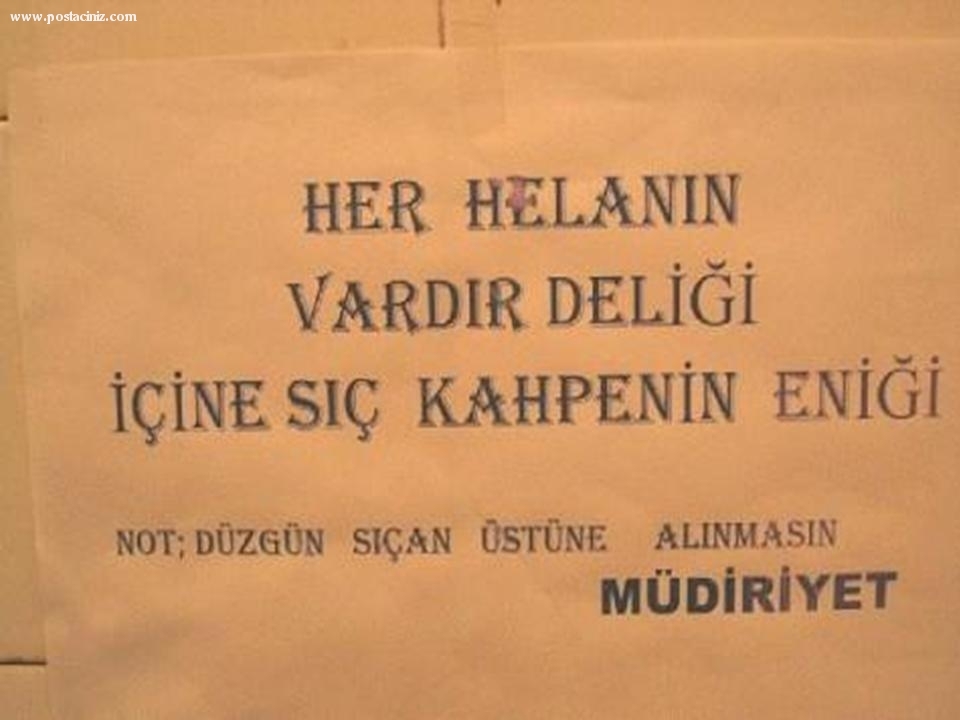 www.postaciniz.com
HER HELANIN
VARDIR DELİĞİ
İÇİNE SIÇ KAHPENİN ENİĞİ
NOT; DÜZGÜN SIÇAN ÜSTÜNE ALINMASIN
MÜDİRİYET